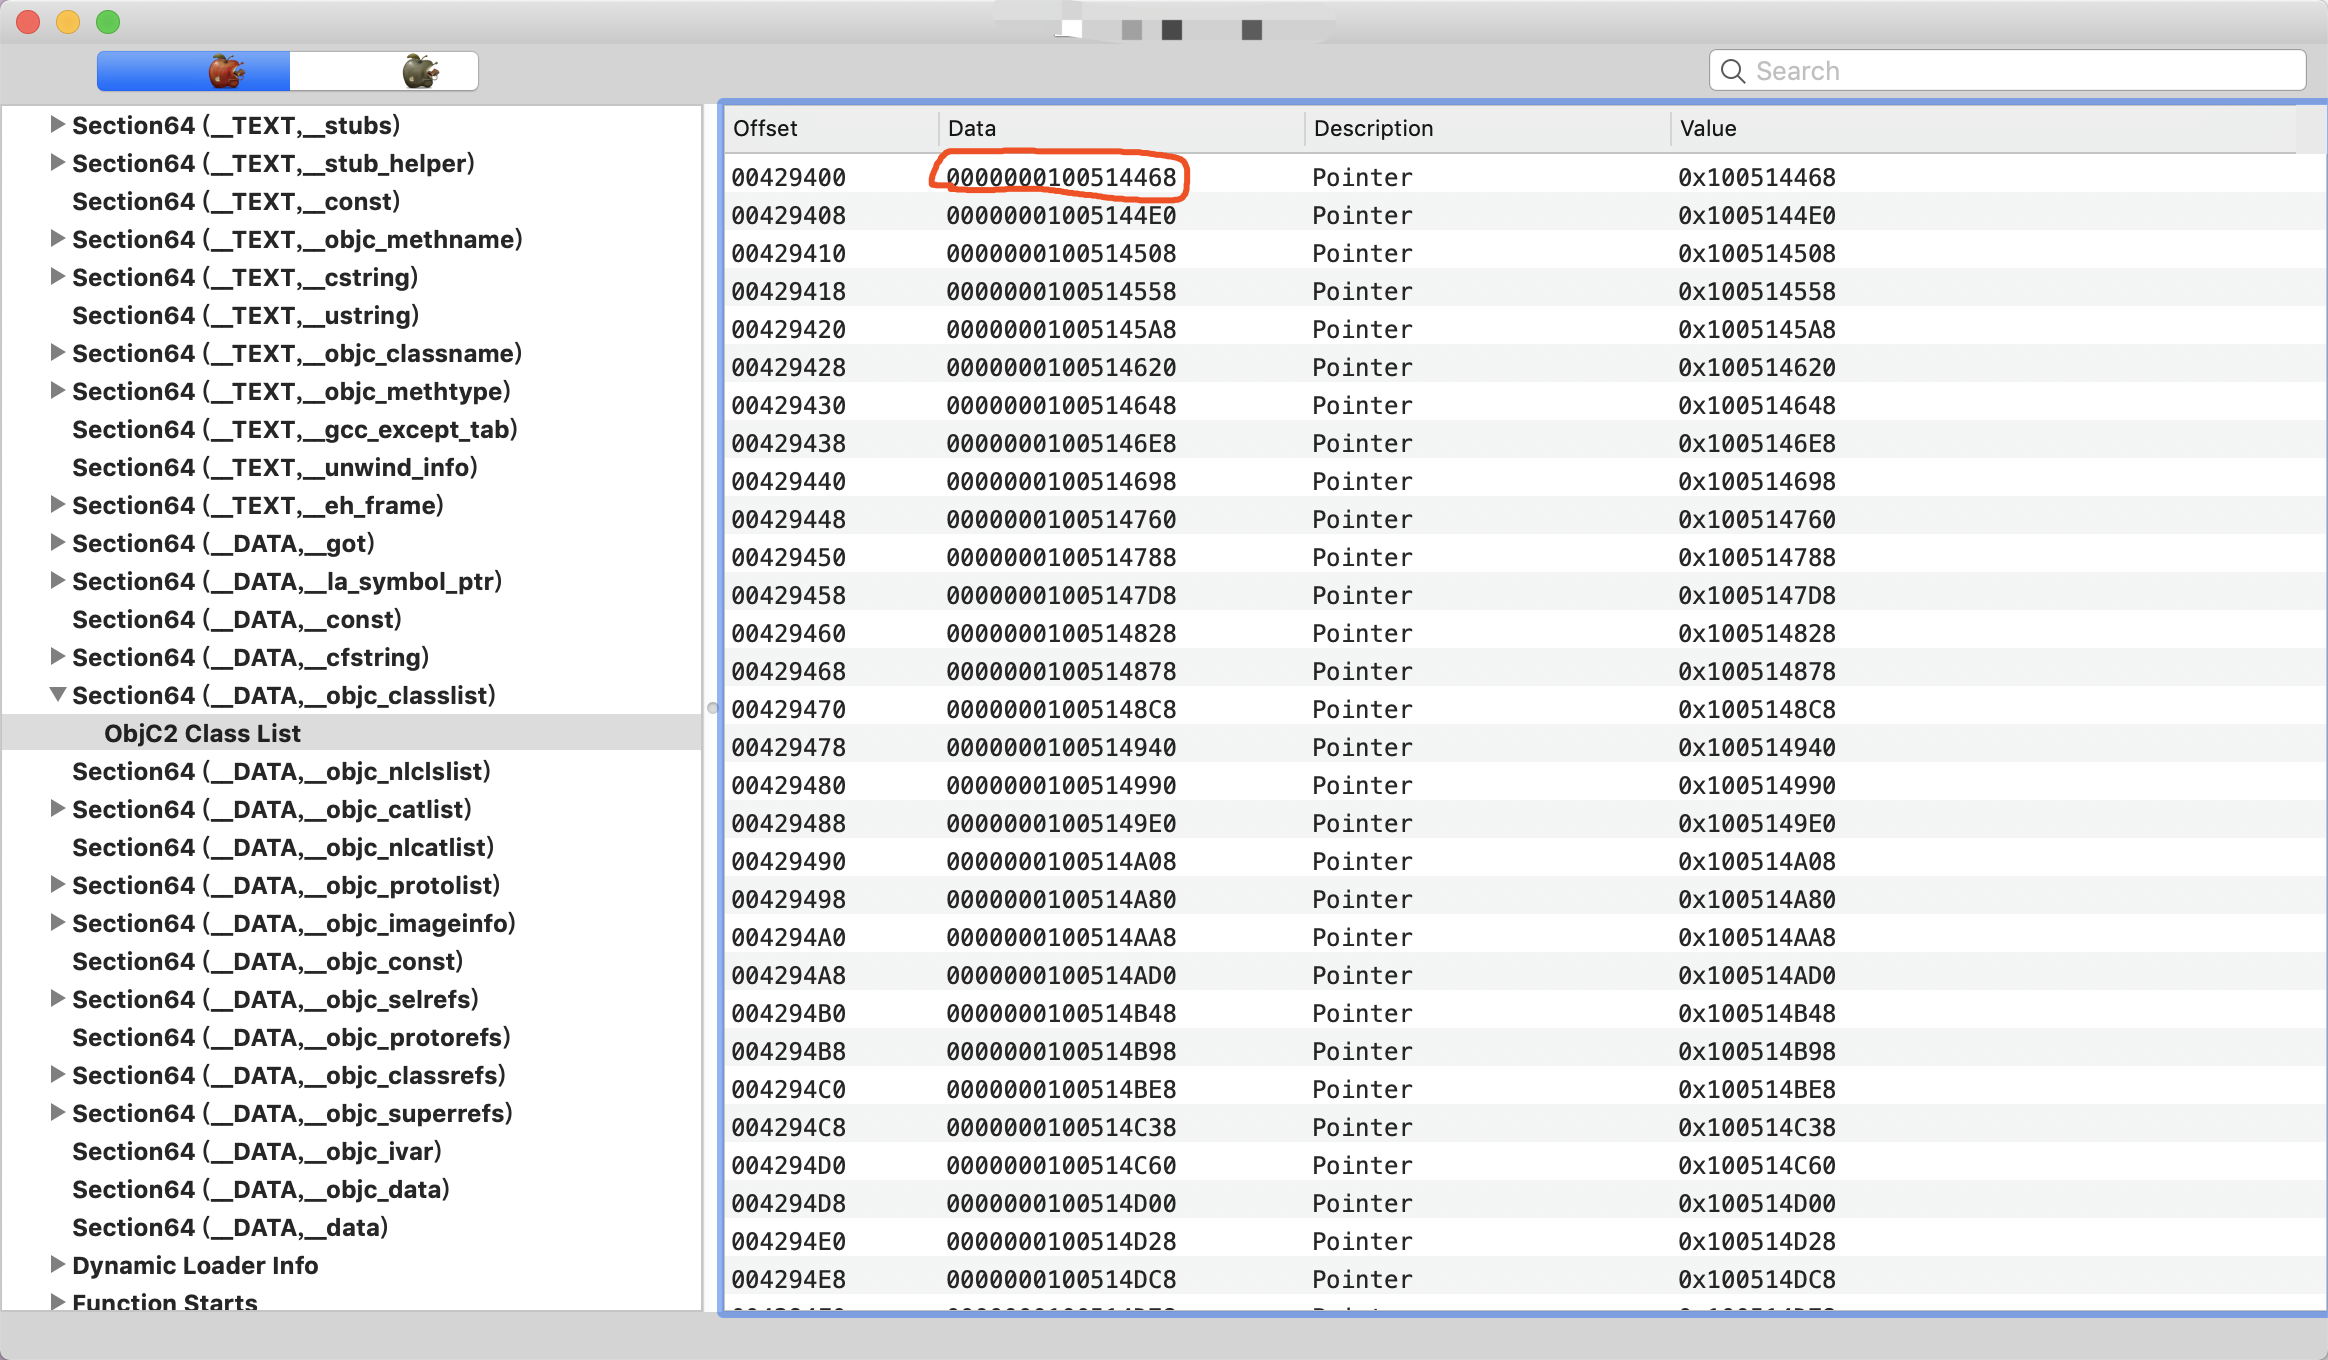 Search
Section64 (__TEXT,__stubs)
Section64 (__TEXT,__stub_helper)
Section64 (__TEXT,__const)
Section64 (__TEXT,__objc_methname)
Section64 (__TEXT,__cstring)
Section64 (__TEXT,__ustring)
Section64 (__TEXT,__objc_classname)
Section64 (__TEXT,__objc_methtype)
Section64 (__TEXT,__gcc_except_tab)
Section64 (__TEXT,__unwind_info)
Section64 (__TEXT,__eh_frame)
Section64 (__DATA,__got)
Section64 (__DATA,__la_symbol_ptr)
Section64 (__DATA,__const)
Section64 (__DATA,__cfstring)
Section64 (__DATA,__objc_classlist)
ObjC2 Class List
Section64 (__DATA,__objc_nlclslist)
Section64 (__DATA,__objc_catlist)
Section64 (__DATA,__objc_nlcatlist)
Section64 (__DATA,__objc_protolist)
Section64 (__DATA,__objc_imageinfo)
Section64 (__DATA,__objc_const)
Section64 (__DATA,__objc_selrefs)
Section64 (__DATA,__objc_protorefs)
Section64 (__DATA,__objc_classrefs)
Section64 (__DATA,__objc_superrefs)
Section64 (__DATA,__objc_ivar)
Section64 (__DATA,__objc_data)
Section64 (__DATA,__data)
Dynamic Loader Info
Function Starts
Offset Data Description Value
00429400 0000000100514468 Pointer 0x100514468
00429408 00000001005144E0 Pointer 0x1005144E0
00429410 0000000100514508 Pointer 0x100514508
00429418 0000000100514558 Pointer 0x100514558
00429420 00000001005145A8 Pointer 0x1005145A8
00429428 0000000100514620 Pointer 0x100514620
00429430 0000000100514648 Pointer 0x100514648
00429438 00000001005146E8 Pointer 0x1005146E8
00429440 0000000100514698 Pointer 0x100514698
00429448 0000000100514760 Pointer 0x100514760
00429450 0000000100514788 Pointer 0x100514788
00429458 00000001005147D8 Pointer 0x1005147D8
00429460 0000000100514828 Pointer 0x100514828
00429468 0000000100514878 Pointer 0x100514878
00429470 00000001005148C8 Pointer 0x1005148C8
00429478 0000000100514940 Pointer 0x100514940
00429480 0000000100514990 Pointer 0x100514990
00429488 00000001005149E0 Pointer 0x1005149E0
00429490 0000000100514A08 Pointer 0x100514A08
00429498 0000000100514A80 Pointer 0x100514A80
004294A0 0000000100514AA8 Pointer 0x100514AA8
004294A8 0000000100514AD0 Pointer 0x100514AD0
004294B0 0000000100514B48 Pointer 0x100514B48
004294B8 0000000100514B98 Pointer 0x100514B98
004294C0 0000000100514BE8 Pointer 0x100514BE8
004294C8 0000000100514C38 Pointer 0x100514C38
004294D0 0000000100514C60 Pointer 0x100514C60
004294D8 0000000100514D00 Pointer 0x100514D00
004294E0 0000000100514D28 Pointer 0x100514D28
004294E8 0000000100514DC8 Pointer 0x100514DC8